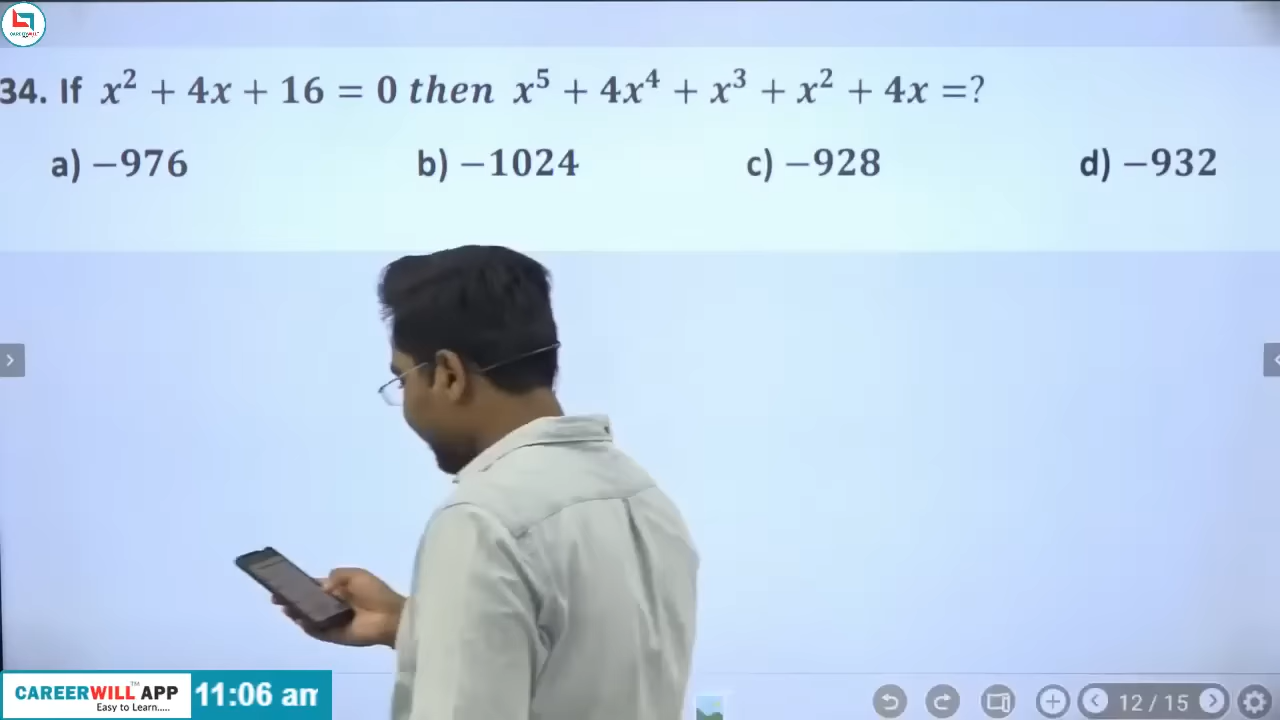 CAREERWILL
34. If x² + 4x + 16 = 0 then x⁵ + 4x⁴ + x³ + x² + 4x =?
a) −976 b) −1024 c) −928 d) −932
CAREERWILL™ APP
Easy to Learn.....
11:06 am
12 / 15